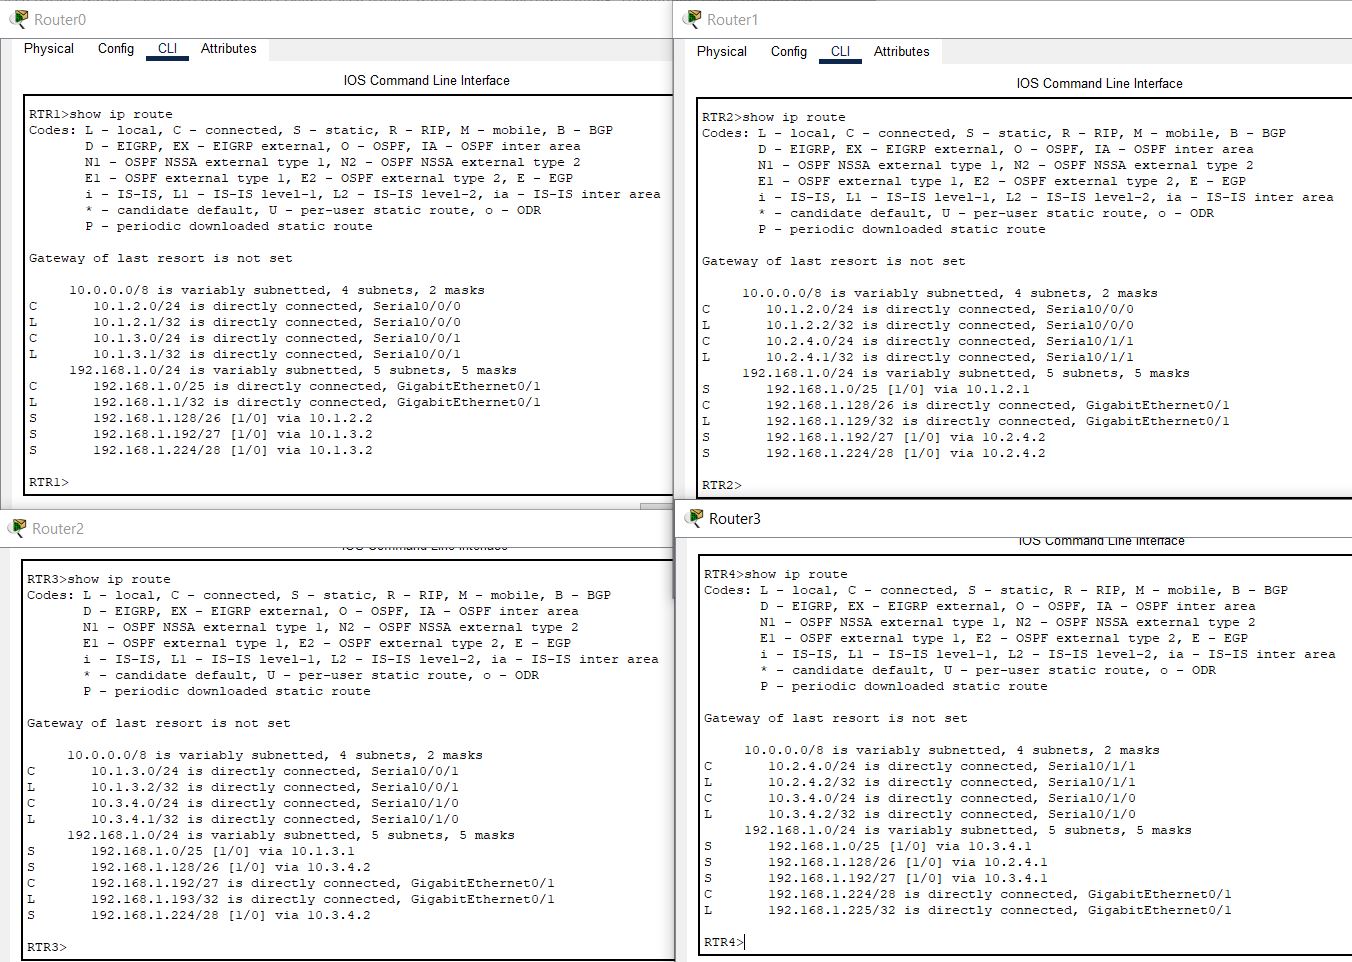 Router0
Physical Config CLI Attributes
IOS Command Line Interface
RTR1>show ip route
Codes: L - local, C - connected, S - static, R - RIP, M - mobile, B - BGP
D - EIGRP, EX - EIGRP external, O - OSPF, IA - OSPF inter area
N1 - OSPF NSSA external type 1, N2 - OSPF NSSA external type 2
E1 - OSPF external type 1, E2 - OSPF external type 2, E - EGP
i - IS-IS, L1 - IS-IS level-1, L2 - IS-IS level-2, ia - IS-IS inter area
* - candidate default, U - per-user static route, o - ODR
P - periodic downloaded static route
Gateway of last resort is not set
10.0.0.0/8 is variably subnetted, 4 subnets, 2 masks
C 10.1.2.0/24 is directly connected, Serial0/0/0
L 10.1.2.1/32 is directly connected, Serial0/0/0
C 10.1.3.0/24 is directly connected, Serial0/0/1
L 10.1.3.1/32 is directly connected, Serial0/0/1
192.168.1.0/24 is variably subnetted, 5 subnets, 5 masks
C 192.168.1.0/25 is directly connected, GigabitEthernet0/1
L 192.168.1.1/32 is directly connected, GigabitEthernet0/1
S 192.168.1.128/26 [1/0] via 10.1.2.2
S 192.168.1.192/27 [1/0] via 10.1.3.2
S 192.168.1.224/28 [1/0] via 10.1.3.2
RTR1>
Router1
Physical Config CLI Attributes
IOS Command Line Interface
RTR2>show ip route
Codes: L - local, C - connected, S - static, R - RIP, M - mobile, B - BGP
D - EIGRP, EX - EIGRP external, O - OSPF, IA - OSPF inter area
N1 - OSPF NSSA external type 1, N2 - OSPF NSSA external type 2
E1 - OSPF external type 1, E2 - OSPF external type 2, E - EGP
i - IS-IS, L1 - IS-IS level-1, L2 - IS-IS level-2, ia - IS-IS inter area
* - candidate default, U - per-user static route, o - ODR
P - periodic downloaded static route
Gateway of last resort is not set
10.0.0.0/8 is variably subnetted, 4 subnets, 2 masks
C 10.1.2.0/24 is directly connected, Serial0/0/0
L 10.1.2.2/32 is directly connected, Serial0/0/0
C 10.2.4.0/24 is directly connected, Serial0/1/1
L 10.2.4.1/32 is directly connected, Serial0/1/1
192.168.1.0/24 is variably subnetted, 5 subnets, 5 masks
S 192.168.1.0/25 [1/0] via 10.1.2.1
C 192.168.1.128/26 is directly connected, GigabitEthernet0/1
L 192.168.1.129/32 is directly connected, GigabitEthernet0/1
S 192.168.1.192/27 [1/0] via 10.2.4.2
S 192.168.1.224/28 [1/0] via 10.2.4.2
RTR2>
Router2
IOS Command Line Interface
RTR3>show ip route
Codes: L - local, C - connected, S - static, R - RIP, M - mobile, B - BGP
D - EIGRP, EX - EIGRP external, O - OSPF, IA - OSPF inter area
N1 - OSPF NSSA external type 1, N2 - OSPF NSSA external type 2
E1 - OSPF external type 1, E2 - OSPF external type 2, E - EGP
i - IS-IS, L1 - IS-IS level-1, L2 - IS-IS level-2, ia - IS-IS inter area
* - candidate default, U - per-user static route, o - ODR
P - periodic downloaded static route
Gateway of last resort is not set
10.0.0.0/8 is variably subnetted, 4 subnets, 2 masks
C 10.1.3.0/24 is directly connected, Serial0/0/1
L 10.1.3.2/32 is directly connected, Serial0/0/1
C 10.3.4.0/24 is directly connected, Serial0/1/0
L 10.3.4.1/32 is directly connected, Serial0/1/0
192.168.1.0/24 is variably subnetted, 5 subnets, 5 masks
S 192.168.1.0/25 [1/0] via 10.1.3.1
S 192.168.1.128/26 [1/0] via 10.3.4.2
C 192.168.1.192/27 is directly connected, GigabitEthernet0/1
L 192.168.1.193/32 is directly connected, GigabitEthernet0/1
S 192.168.1.224/28 [1/0] via 10.3.4.2
RTR3>
Router3
IOS Command Line Interface
RTR4>show ip route
Codes: L - local, C - connected, S - static, R - RIP, M - mobile, B - BGP
D - EIGRP, EX - EIGRP external, O - OSPF, IA - OSPF inter area
N1 - OSPF NSSA external type 1, N2 - OSPF NSSA external type 2
E1 - OSPF external type 1, E2 - OSPF external type 2, E - EGP
i - IS-IS, L1 - IS-IS level-1, L2 - IS-IS level-2, ia - IS-IS inter area
* - candidate default, U - per-user static route, o - ODR
P - periodic downloaded static route
Gateway of last resort is not set
10.0.0.0/8 is variably subnetted, 4 subnets, 2 masks
C 10.2.4.0/24 is directly connected, Serial0/1/1
L 10.2.4.2/32 is directly connected, Serial0/1/1
C 10.3.4.0/24 is directly connected, Serial0/1/0
L 10.3.4.2/32 is directly connected, Serial0/1/0
192.168.1.0/24 is variably subnetted, 5 subnets, 5 masks
S 192.168.1.0/25 [1/0] via 10.3.4.1
S 192.168.1.128/26 [1/0] via 10.2.4.1
S 192.168.1.192/27 [1/0] via 10.3.4.1
C 192.168.1.224/28 is directly connected, GigabitEthernet0/1
L 192.168.1.225/32 is directly connected, GigabitEthernet0/1
RTR4>